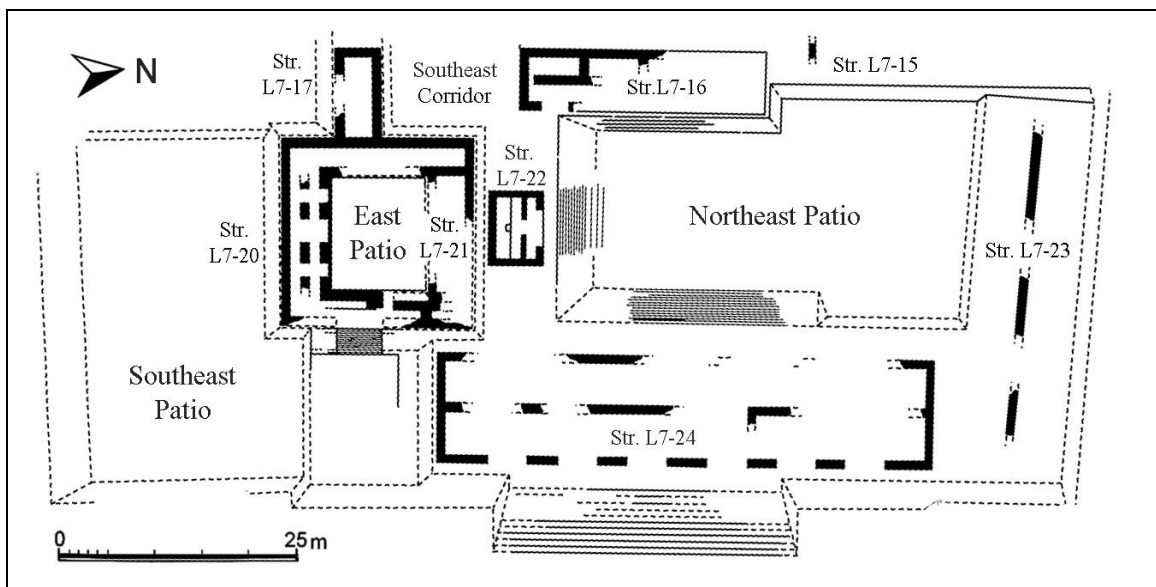 N
Str.
L7-17
Southeast
Corridor
Str.L7-16
Str. L7-15
Str.
L7-22
Str.
L7-20
East
Patio
Str.
L7-21
Northeast Patio
Str. L7-23
Southeast
Patio
Str. L7-24
0
25 m